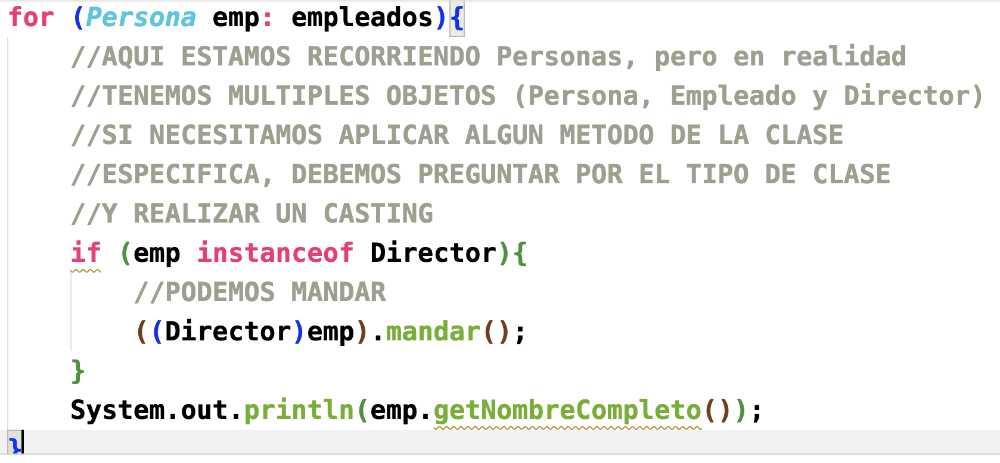 for (Persona emp: empleados){
//AQUI ESTAMOS RECORRIENDO Personas, pero en realidad
//TENEMOS MULTIPLES OBJETOS (Persona, Empleado y Director)
//SI NECESITAMOS APLICAR ALGUN METODO DE LA CLASE
//ESPECIFICA, DEBEMOS PREGUNTAR POR EL TIPO DE CLASE
//Y REALIZAR UN CASTING
if (emp instanceof Director){
//PODEMOS MANDAR
((Director)emp).mandar();
}
System.out.println(emp.getNombreCompleto());
}